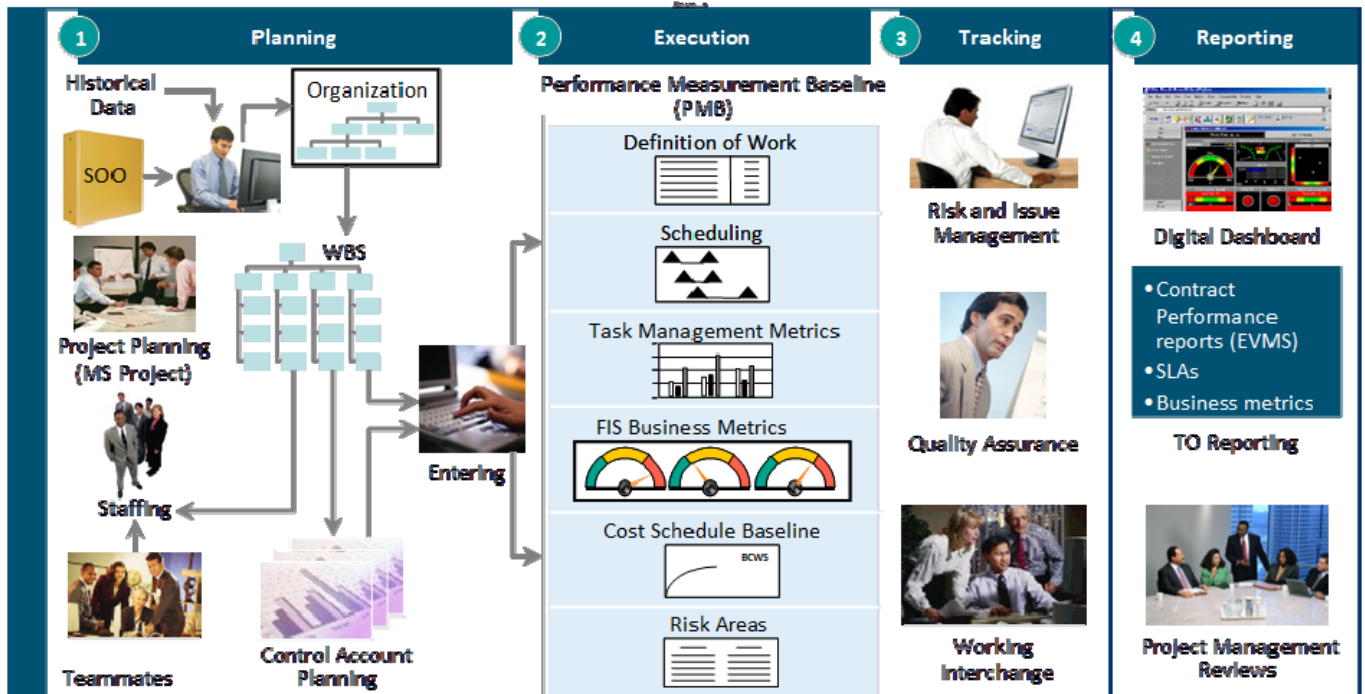 1
Planning
2
Execution
3
Tracking
4
Reporting
Historical
Data
SOO
Organization
WBS
Project Planning
(MS Project)
Staffing
Teammates
Control Account
Planning
Entering
Performance Measurement Baseline
(PMB)
Definition of Work
Scheduling
Task Management Metrics
FIS Business Metrics
Cost Schedule Baseline
BCWS
Risk Areas
Risk and Issue
Management
Quality Assurance
Working
Interchange
Digital Dashboard
• Contract
Performance
reports (EVMS)
• SLAs
• Business metrics
TO Reporting
Project Management
Reviews